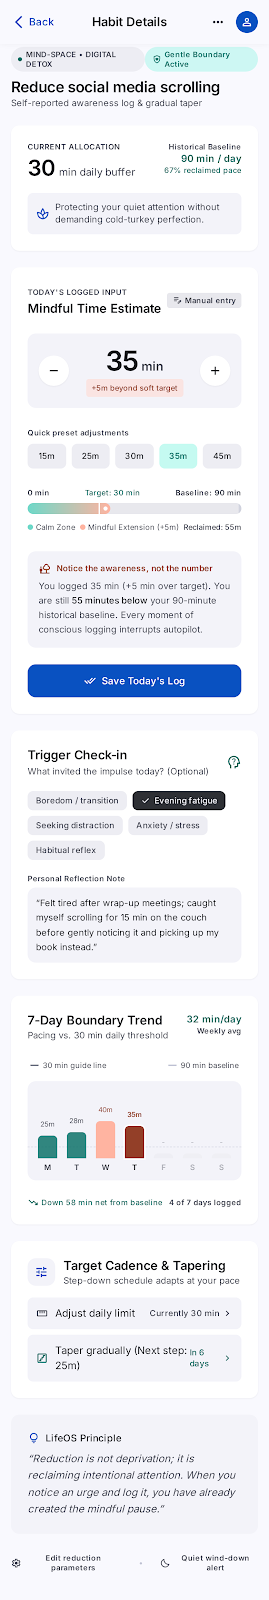 Back
Habit Details
MIND-SPACE • DIGITAL
DETOX
Gentle Boundary
Active
Reduce social media scrolling
Self-reported awareness log & gradual taper
CURRENT ALLOCATION
30 min daily buffer
Historical Baseline
90 min / day
67% reclaimed pace
Protecting your quiet attention without
demanding cold-turkey perfection.
TODAY'S LOGGED INPUT
Mindful Time Estimate
Manual entry
−
35 min
+
+5m beyond soft target
Quick preset adjustments
15m
25m
30m
35m
45m
0 min
Target: 30 min
Baseline: 90 min
Calm Zone
Mindful Extension (+5m)
Reclaimed: 55m
Notice the awareness, not the number
You logged 35 min (+5 min over target). You
are still 55 minutes below your 90-minute
historical baseline. Every moment of
conscious logging interrupts autopilot.
Save Today's Log
Trigger Check-in
What invited the impulse today? (Optional)
Boredom / transition
Evening fatigue
Seeking distraction
Anxiety / stress
Habitual reflex
Personal Reflection Note
“Felt tired after wrap-up meetings; caught
myself scrolling for 15 min on the couch
before gently noticing it and picking up my
book instead.”
7-Day Boundary Trend
Pacing vs. 30 min daily threshold
32 min/day
Weekly avg
30 min guide line
90 min baseline
25m
28m
40m
35m
-
-
-
M
T
W
T
F
S
S
Down 58 min net from baseline
4 of 7 days logged
Target Cadence & Tapering
Step-down schedule adapts at your pace
Adjust daily limit
Currently 30 min
Taper gradually (Next step:
25m)
In 6
days
LifeOS Principle
“Reduction is not deprivation; it is
reclaiming intentional attention. When you
notice an urge and log it, you have already
created the mindful pause.”
Edit reduction
parameters
•
Quiet wind-down
alert